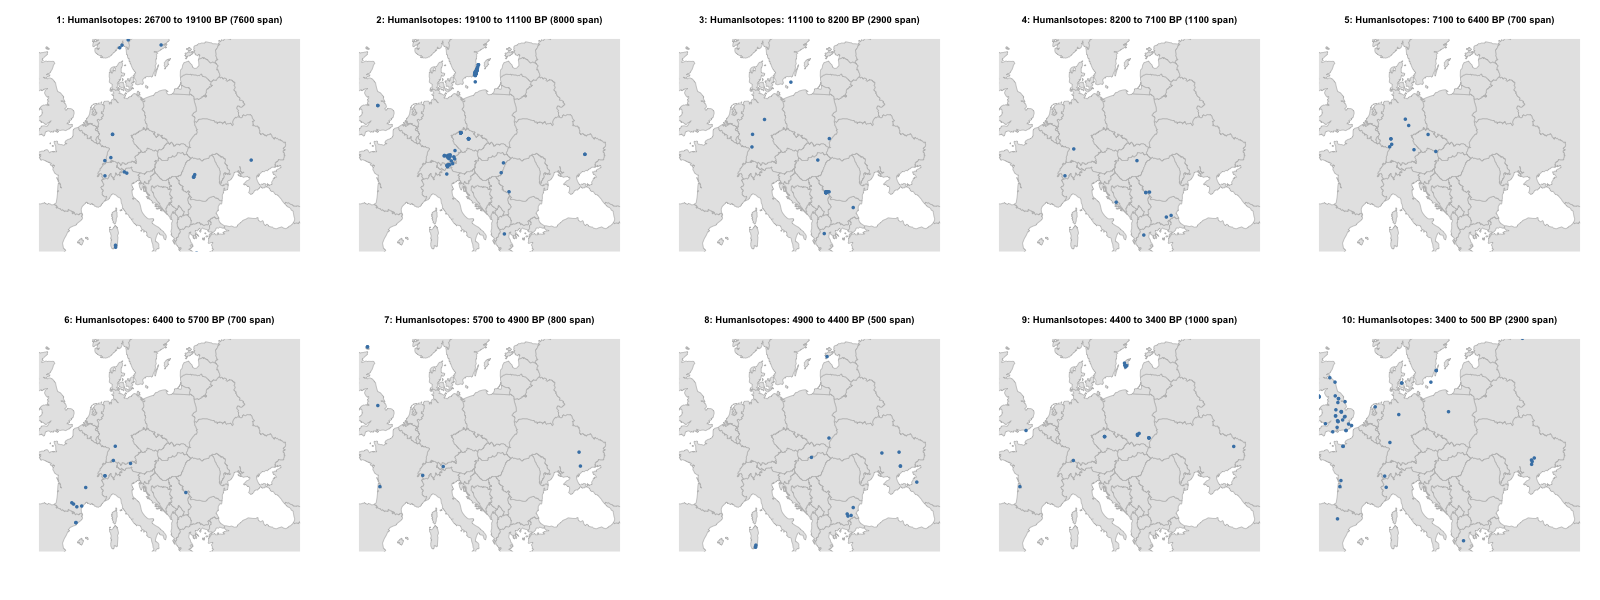 1: HumanIsotopes: 26700 to 19100 BP (7600 span)
2: HumanIsotopes: 19100 to 11100 BP (8000 span)
3: HumanIsotopes: 11100 to 8200 BP (2900 span)
4: HumanIsotopes: 8200 to 7100 BP (1100 span)
5: HumanIsotopes: 7100 to 6400 BP (700 span)
6: HumanIsotopes: 6400 to 5700 BP (700 span)
7: HumanIsotopes: 5700 to 4900 BP (800 span)
8: HumanIsotopes: 4900 to 4400 BP (500 span)
9: HumanIsotopes: 4400 to 3400 BP (1000 span)
10: HumanIsotopes: 3400 to 500 BP (2900 span)